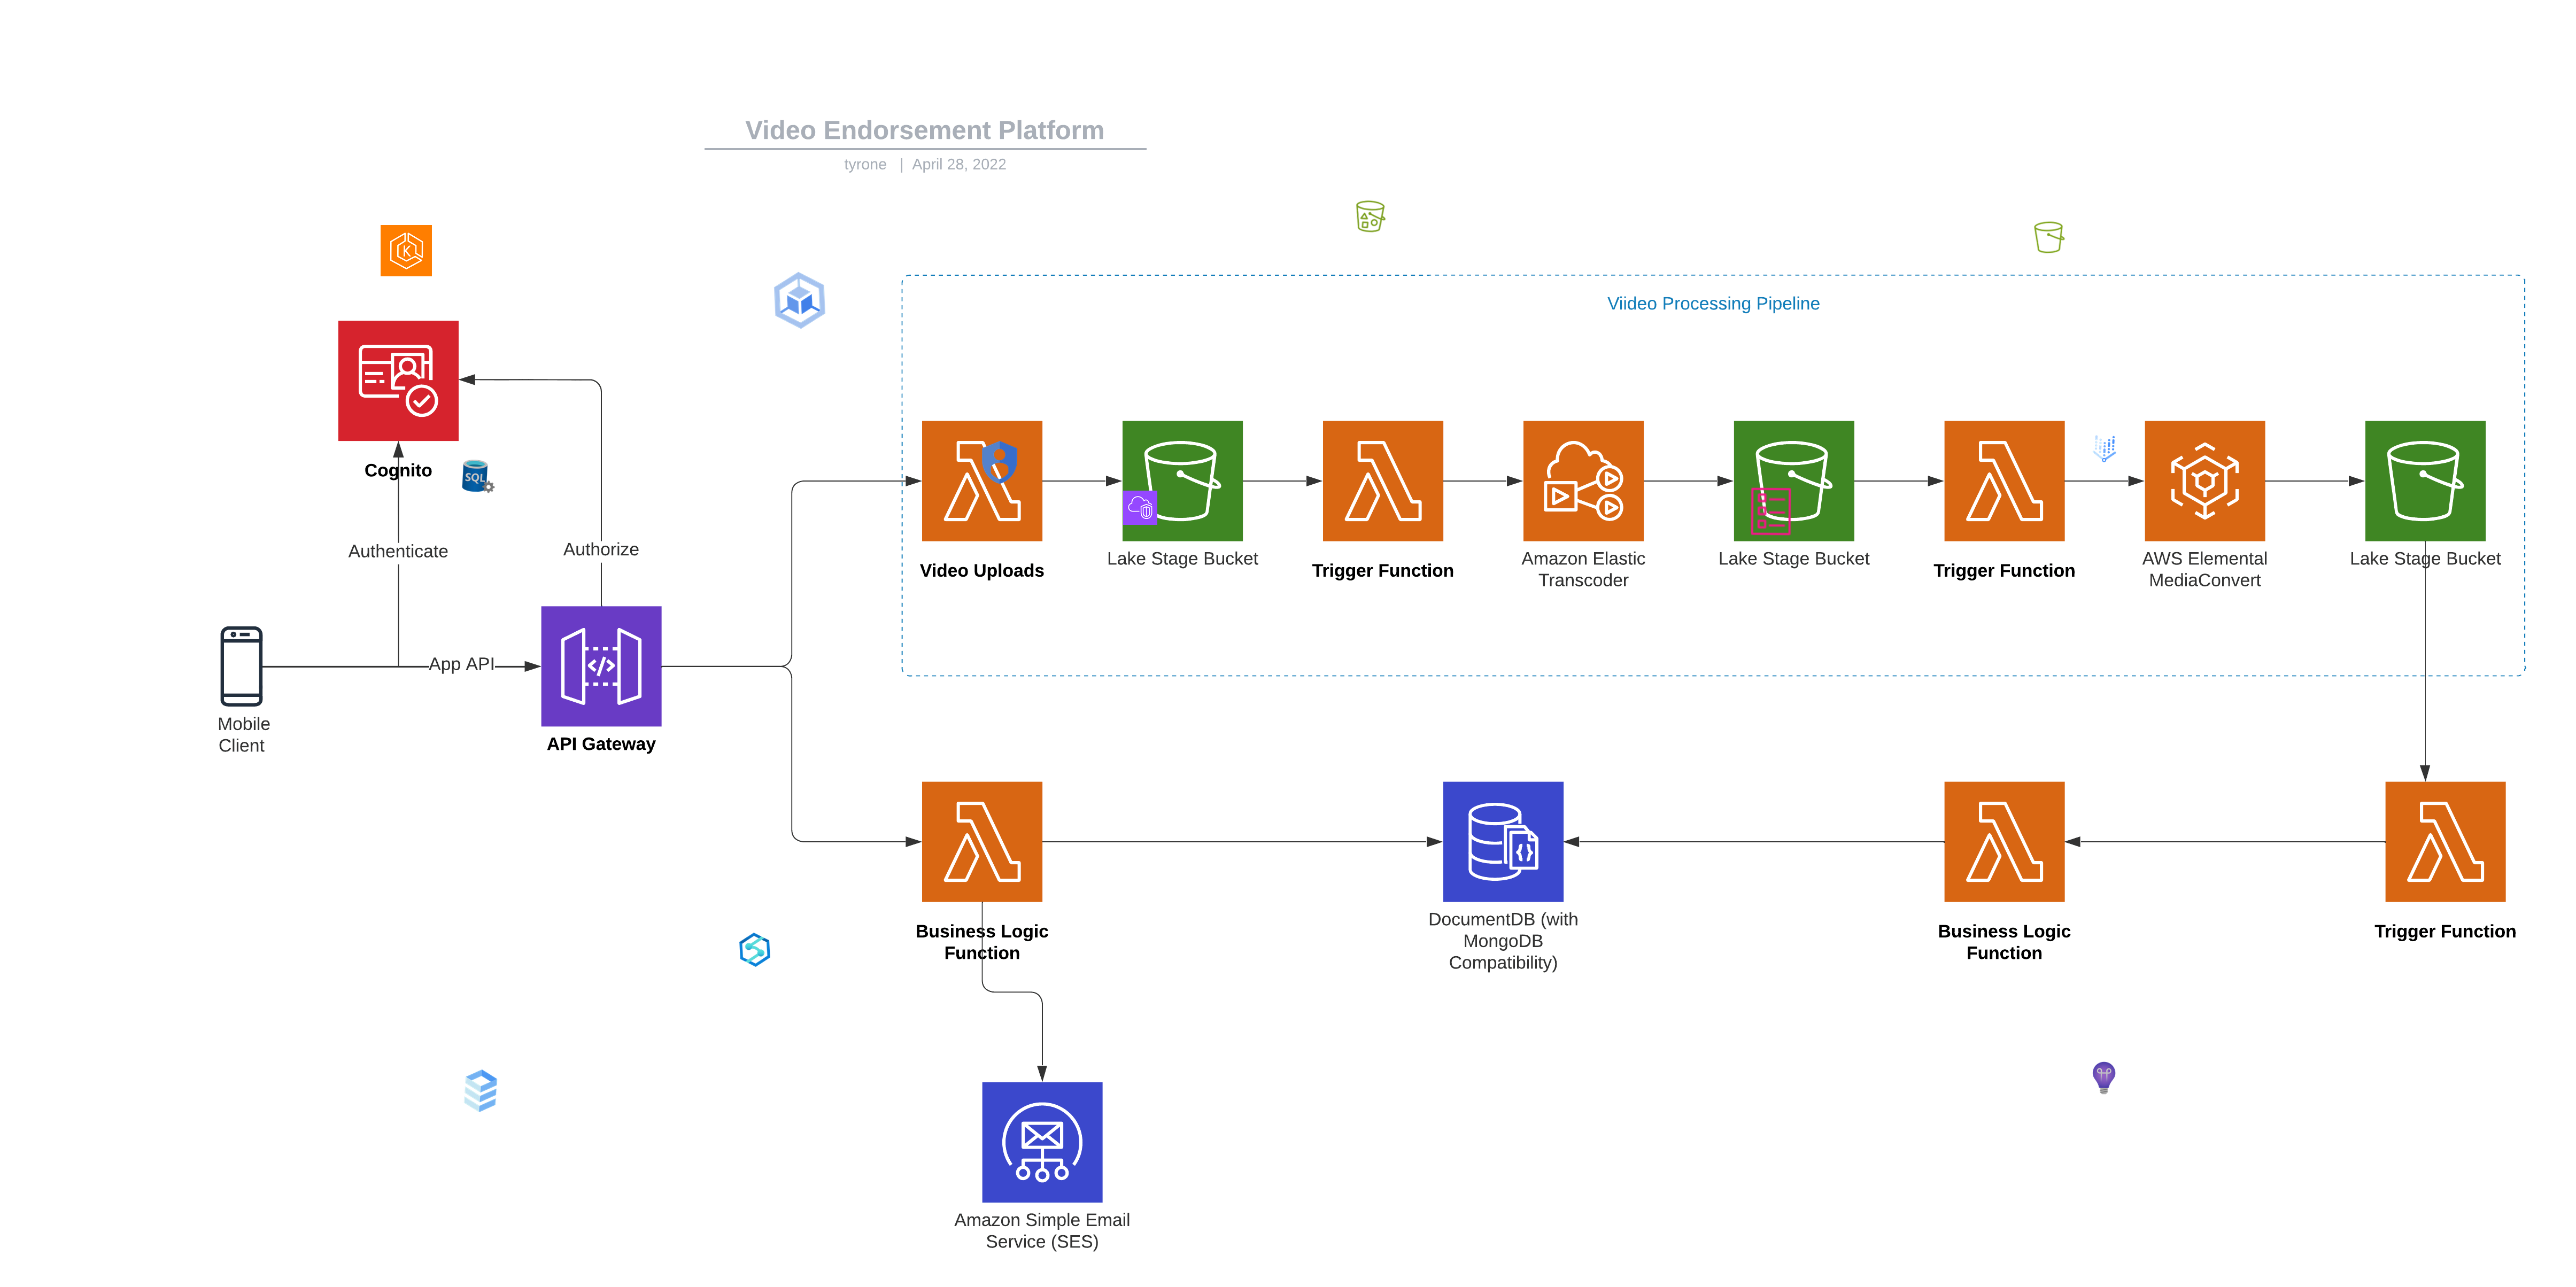 Video Endorsement Platform
tyrone | April 28, 2022
Viideo Processing Pipeline
Cognito
SQL
Authenticate
Authorize
Video Uploads
Lake Stage Bucket
Trigger Function
Amazon Elastic
Transcoder
Lake Stage Bucket
Trigger Function
AWS Elemental
MediaConvert
Lake Stage Bucket
App API
Mobile
Client
API Gateway
Business Logic
Function
DocumentDB (with
MongoDB
Compatibility)
Business Logic
Function
Trigger Function
Amazon Simple Email
Service (SES)